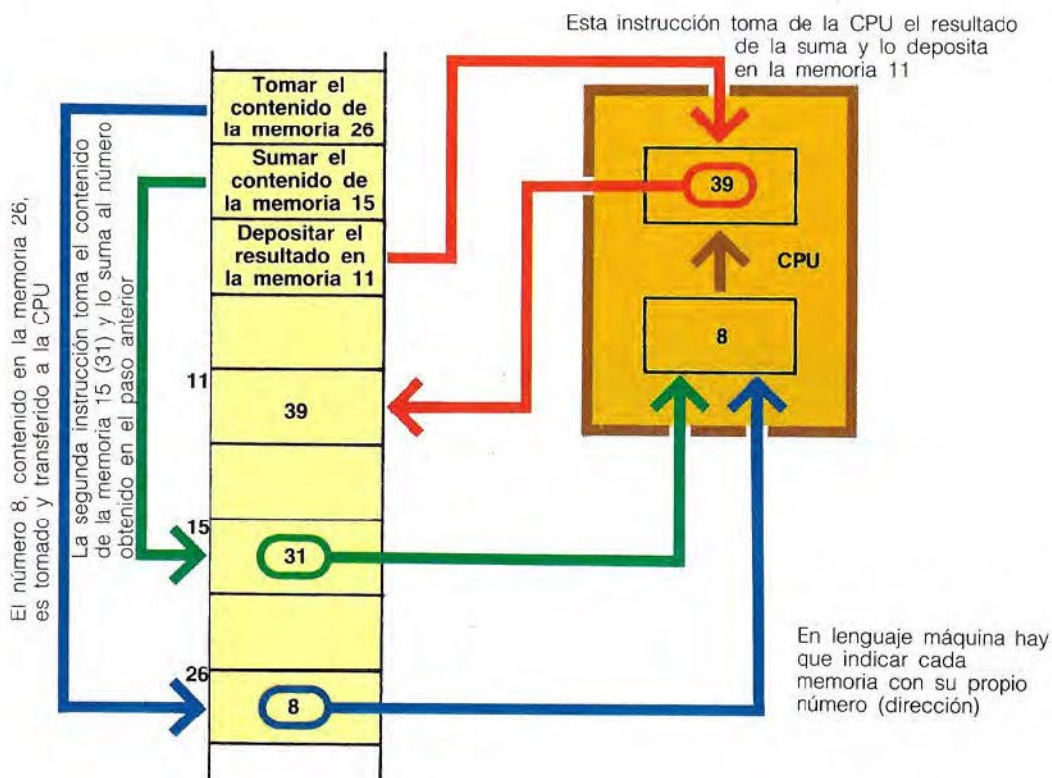 Esta instrucción toma de la CPU el resultado
de la suma y lo deposita
en la memoria 11
Tomar el
contenido de
la memoria 26
Sumar el
contenido de
la memoria 15
Depositar el
resultado en
la memoria 11
El número 8, contenido en la memoria 26,
es tomado y transferido a la CPU
La segunda instrucción toma el contenido
de la memoria 15 (31) y lo suma al número
obtenido en el paso anterior
39
CPU
8
11
39
15
31
26
8
En lenguaje máquina hay
que indicar cada
memoria con su propio
número (dirección)